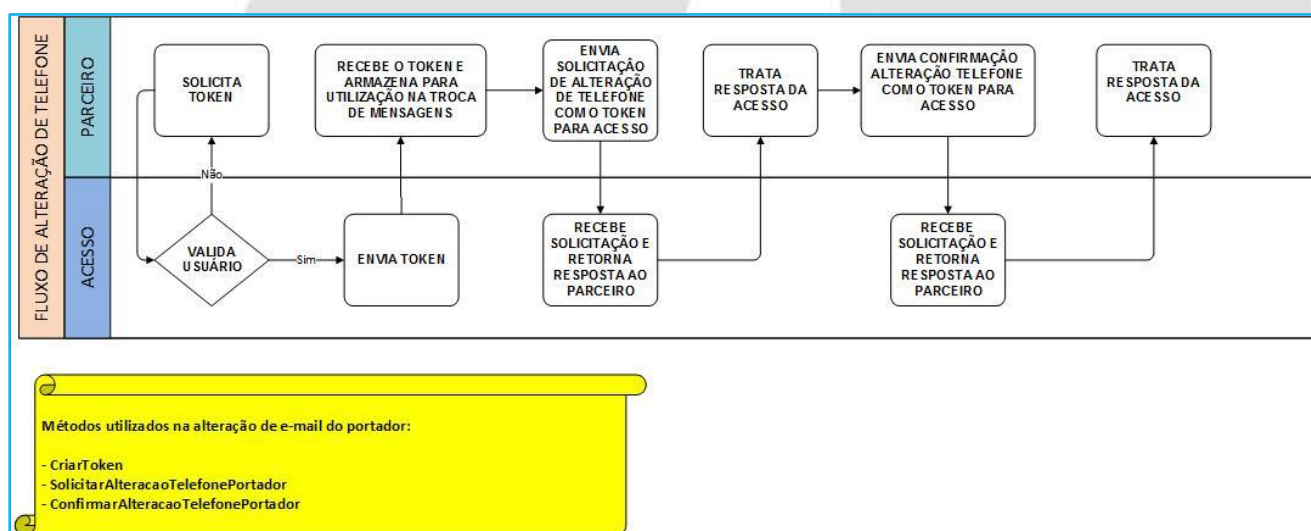 FLUXO DE ALTERAÇÃO DE TELEFONE
PARCEIRO
SOLICITA
TOKEN
RECEBE O TOKEN E
ARMAZENA PARA
UTILIZAÇÃO NA TROCA
DE MENSAGENS
ENVIA
SOLICITAÇÃO
DE ALTERAÇÃO
DE TELEFONE
COM O TOKEN
PARA ACESSO
TRATA
RESPOSTA DA
ACESSO
ENVIA CONFIRMAÇÃO
ALTERAÇÃO TELEFONE
COM O TOKEN PARA
ACESSO
TRATA
RESPOSTA DA
ACESSO
Não
ACESSO
VALIDA
USUÁRIO
Sim
ENVIA TOKEN
RECEBE
SOLICITAÇÃO E
RETORNA
RESPOSTA AO
PARCEIRO
RECEBE
SOLICITAÇÃO E
RETORNA
RESPOSTA AO
PARCEIRO
Métodos utilizados na alteração de e-mail do portador:
- CriarToken
- SolicitarAlteracaoTelefonePortador
- ConfirmarAlteracaoTelefonePortador